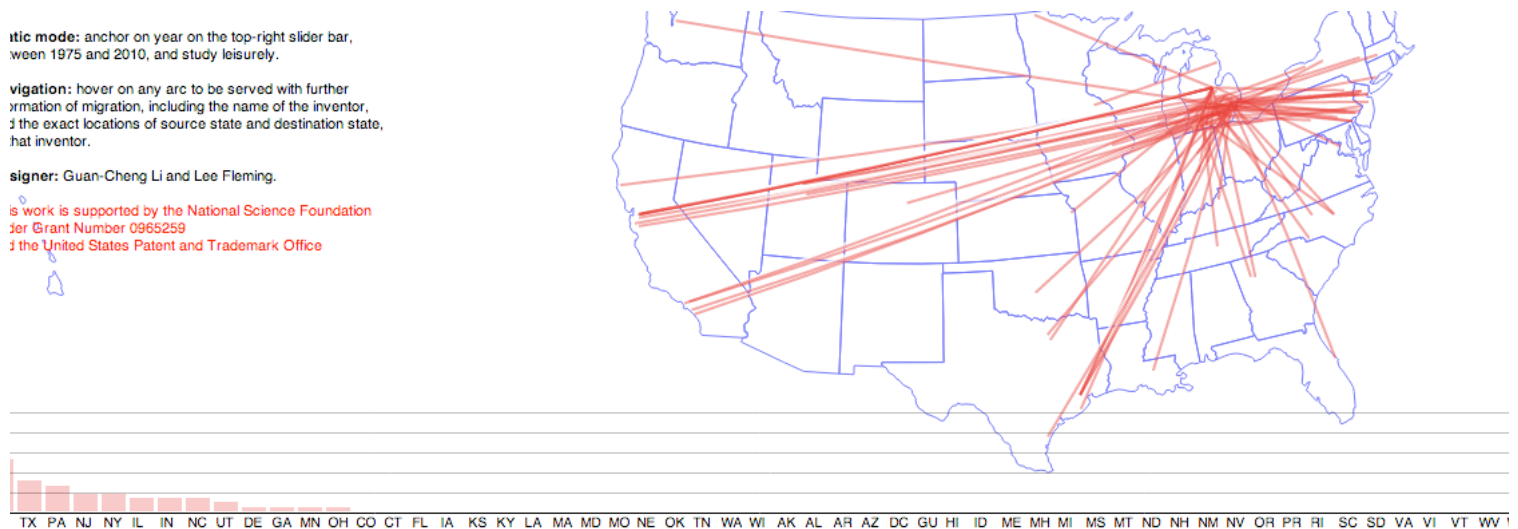 tic mode: anchor on year on the top-right slider bar,
ween 1975 and 2010, and study leisurely.
vigation: hover on any arc to be served with further
ormation of migration, including the name of the inventor,
d the exact locations of source state and destination state,
hat inventor.
signer: Guan-Cheng Li and Lee Fleming.
is work is supported by the National Science Foundation
der Grant Number 0965259
d the United States Patent and Trademark Office
TX PA NJ NY IL IN NC UT DE GA MN OH CO CT FL IA KS KY LA MA MD MO NE OK TN WA WI AK AL AR AZ DC GU HI ID ME MH MI MS MT ND NH NM NV OR PR RI SC SD VA VI VT WV